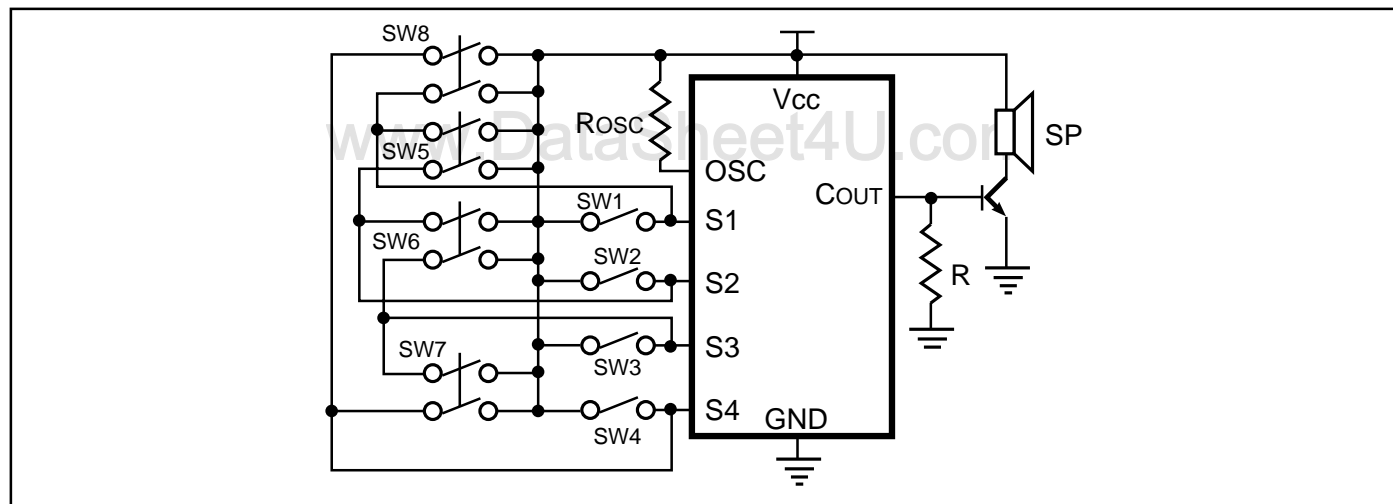 SW8
Vcc
ROSC
SP
www.DataSheet4U.com
SW5
OSC
COUT
SW1
S1
SW6
SW2
R
S2
SW7
S3
SW3
S4
GND
SW4